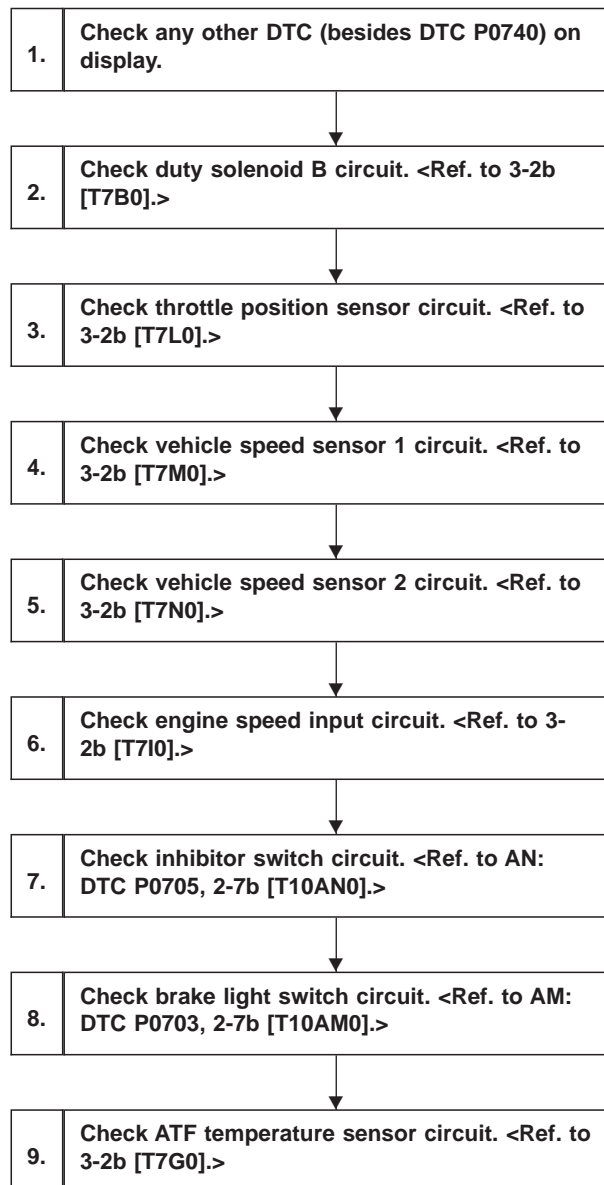 1.
Check any other DTC (besides DTC P0740) on
display.
2.
Check duty solenoid B circuit. <Ref. to 3-2b
[T7B0].>
3.
Check throttle position sensor circuit. <Ref. to
3-2b [T7L0].>
4.
Check vehicle speed sensor 1 circuit. <Ref. to
3-2b [T7M0].>
5.
Check vehicle speed sensor 2 circuit. <Ref. to
3-2b [T7N0].>
6.
Check engine speed input circuit. <Ref. to 3-
2b [T7I0].>
7.
Check inhibitor switch circuit. <Ref. to AN:
DTC P0705, 2-7b [T10AN0].>
8.
Check brake light switch circuit. <Ref. to AM:
DTC P0703, 2-7b [T10AM0].>
9.
Check ATF temperature sensor circuit. <Ref. to
3-2b [T7G0].>